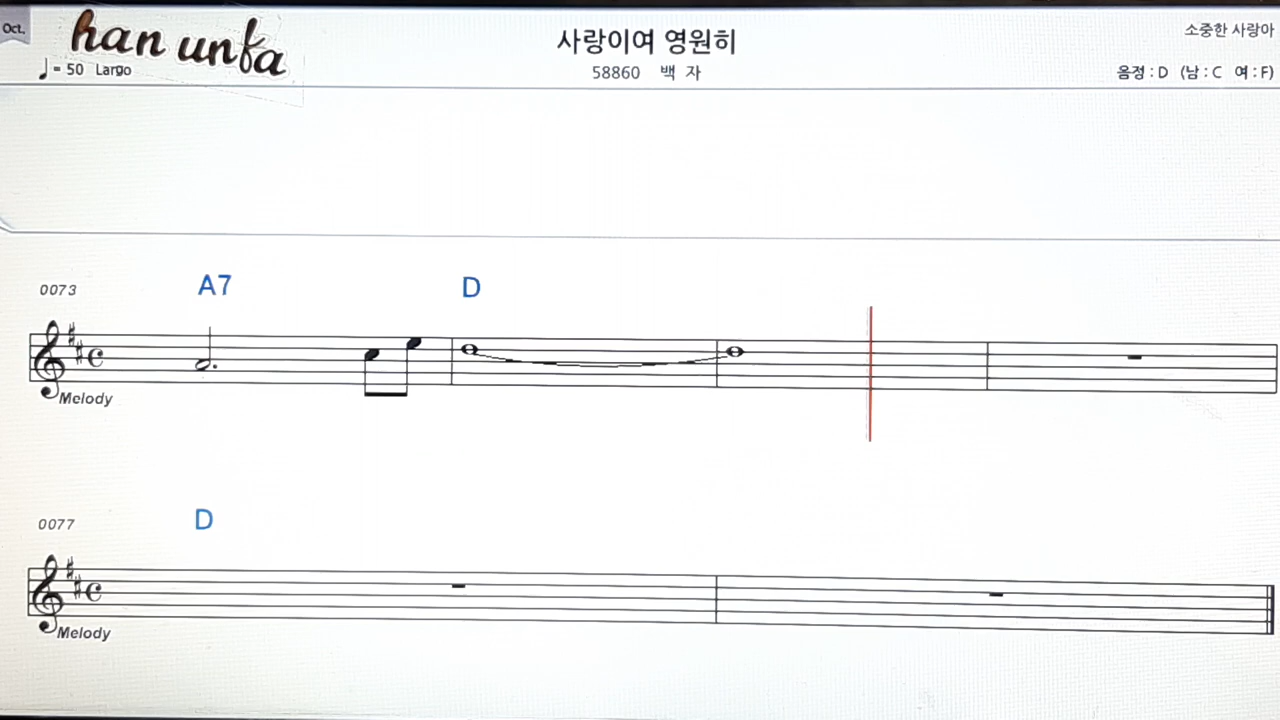 Oct.
han unfa
사랑이여 영원히
소중한 사랑아
♩ = 50 Largo
58860 백 자
음정 : D (남 : C 여 : F)
0073
A7
D
Melody
0077
D
Melody